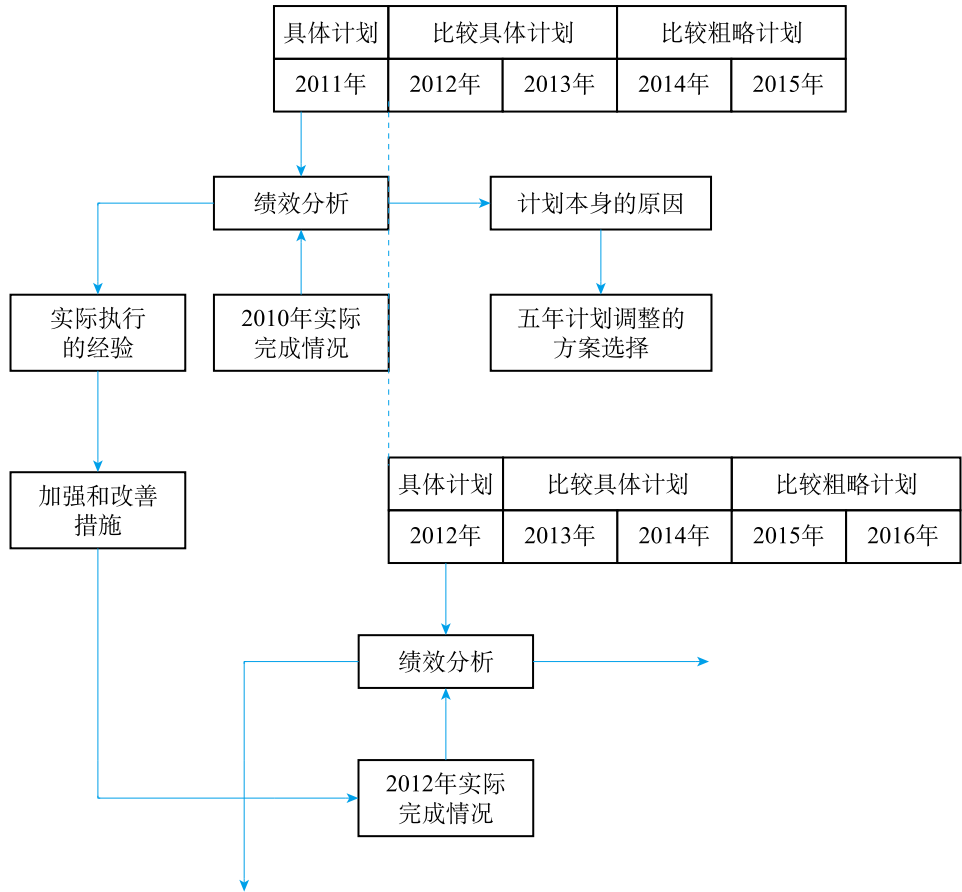 具体计划 比较具体计划 比较粗略计划
2011年 2012年 2013年 2014年 2015年
绩效分析
计划本身的原因
实际执行
的经验
2010年实际
完成情况
五年计划调整的
方案选择
加强和改善
措施
具体计划 比较具体计划 比较粗略计划
2012年 2013年 2014年 2015年 2016年
绩效分析
2012年实际
完成情况